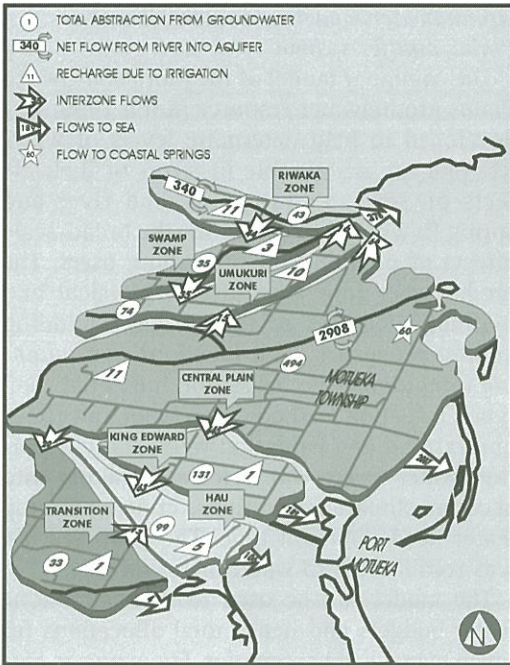 1 TOTAL ABSTRACTION FROM GROUNDWATER
340 NET FLOW FROM RIVER INTO AQUIFER
11 RECHARGE DUE TO IRRIGATION
INTERZONE FLOWS
189 FLOWS TO SEA
60 FLOW TO COASTAL SPRINGS
RIWAKA
ZONE
340
11
43
SWAMP
ZONE
3
35
10
UMUKURI
ZONE
74
2908
60
494
11
CENTRAL PLAIN
ZONE
MOTUEKA
TOWNSHIP
KING EDWARD
ZONE
131
1
HAU
ZONE
TRANSITION
ZONE
99
5
33
PORT
MOTUEKA
N